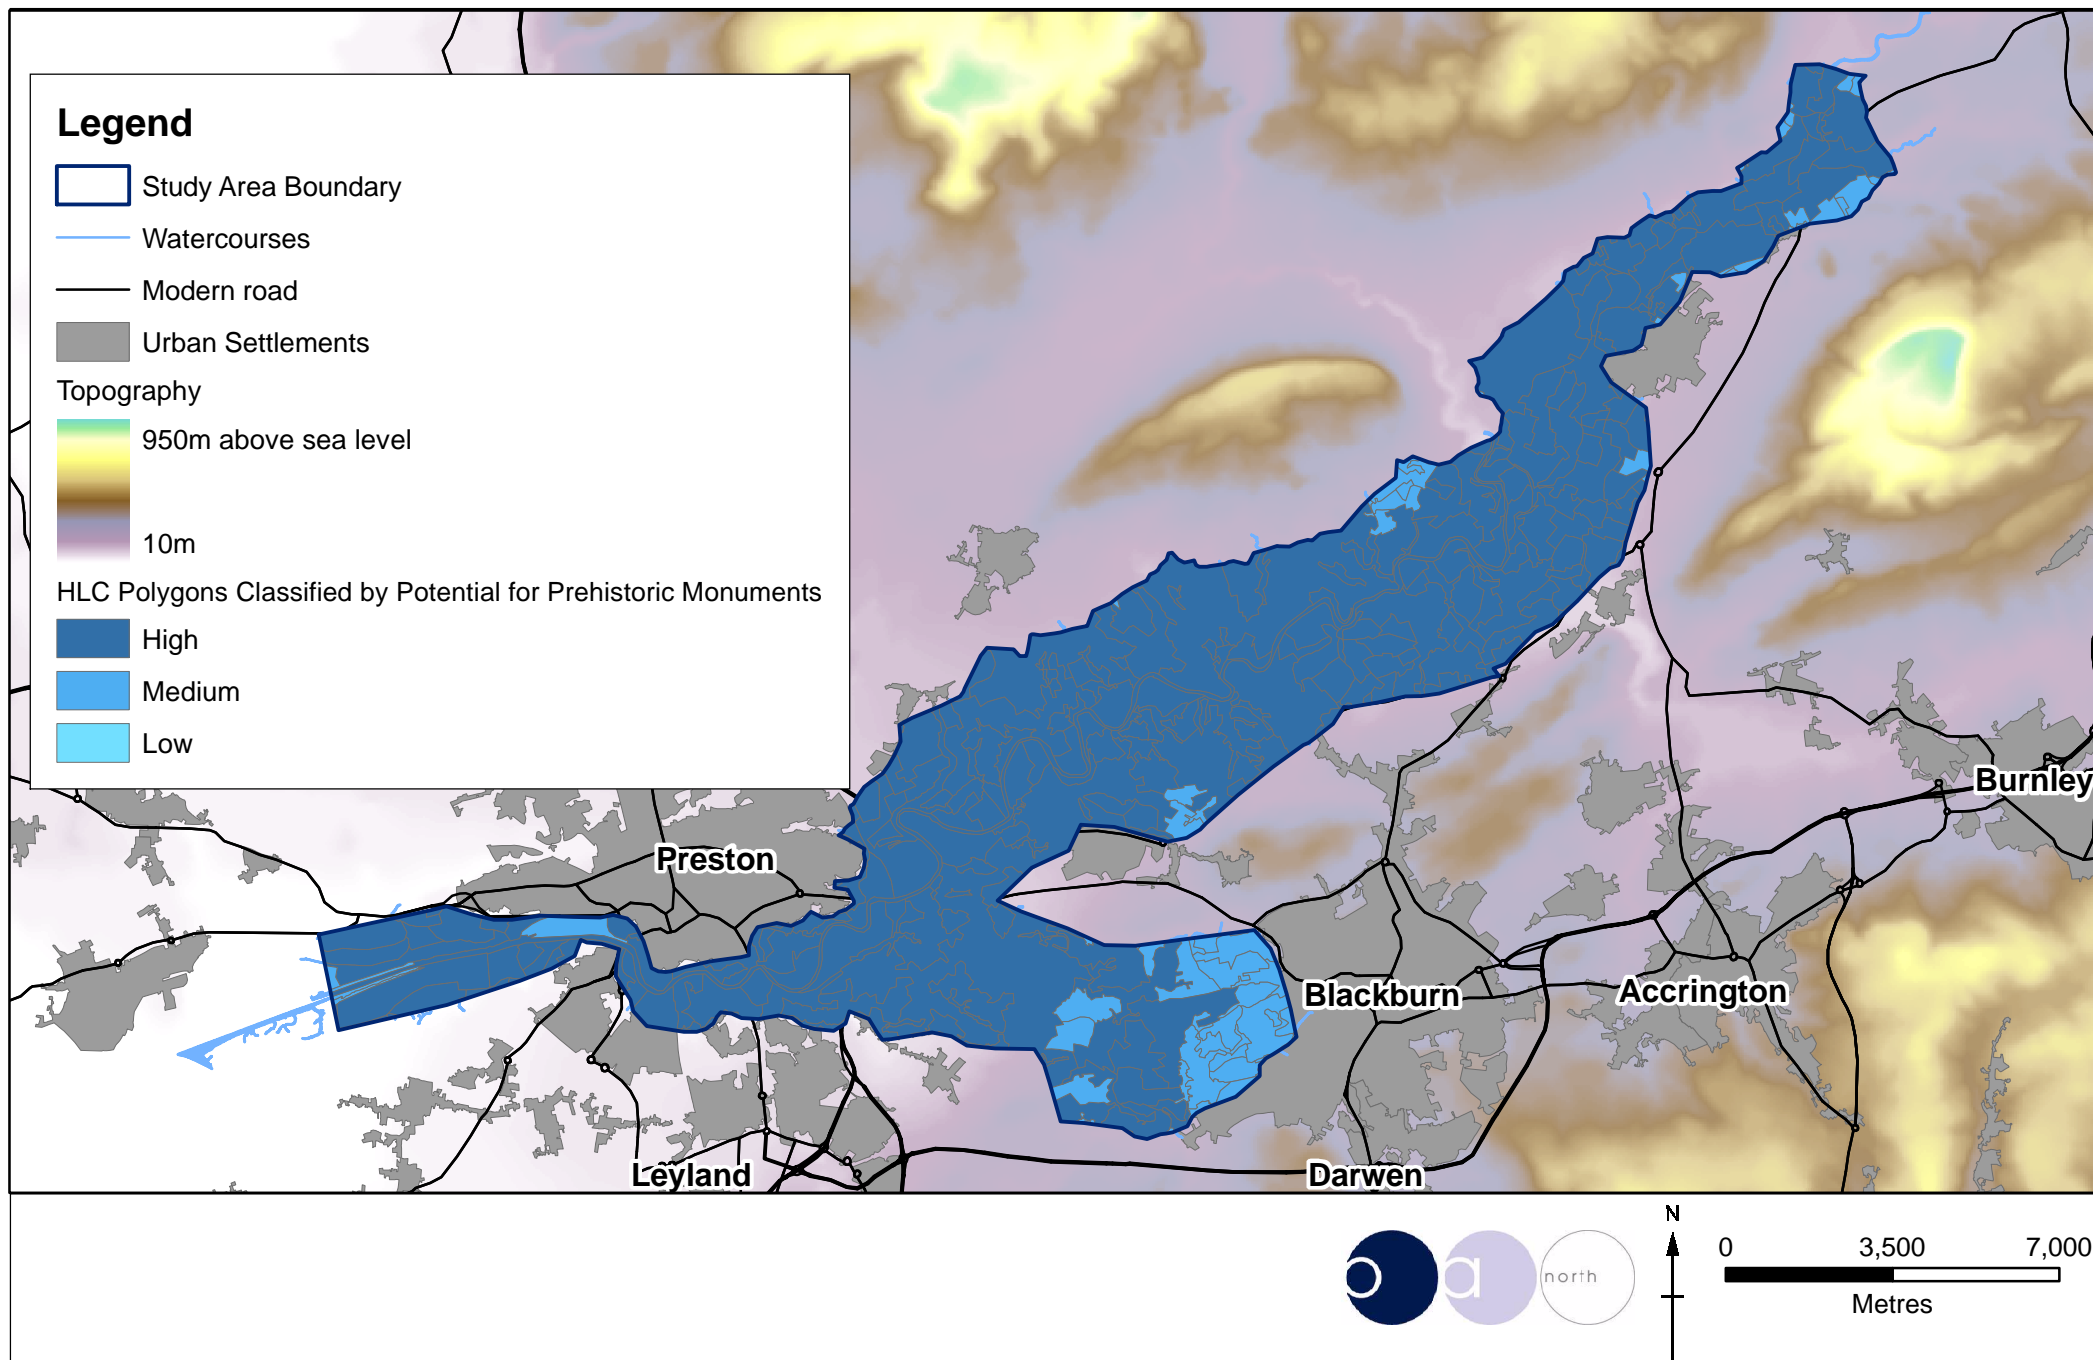 Legend
Study Area Boundary
Watercourses
Modern road
Urban Settlements
Topography
950m above sea level
10m
HLC Polygons Classified by Potential for Prehistoric Monuments
High
Medium
Low
Preston
Burnley
Blackburn
Accrington
Leyland
Darwen
o a north
N
0 3,500 7,000
Metres